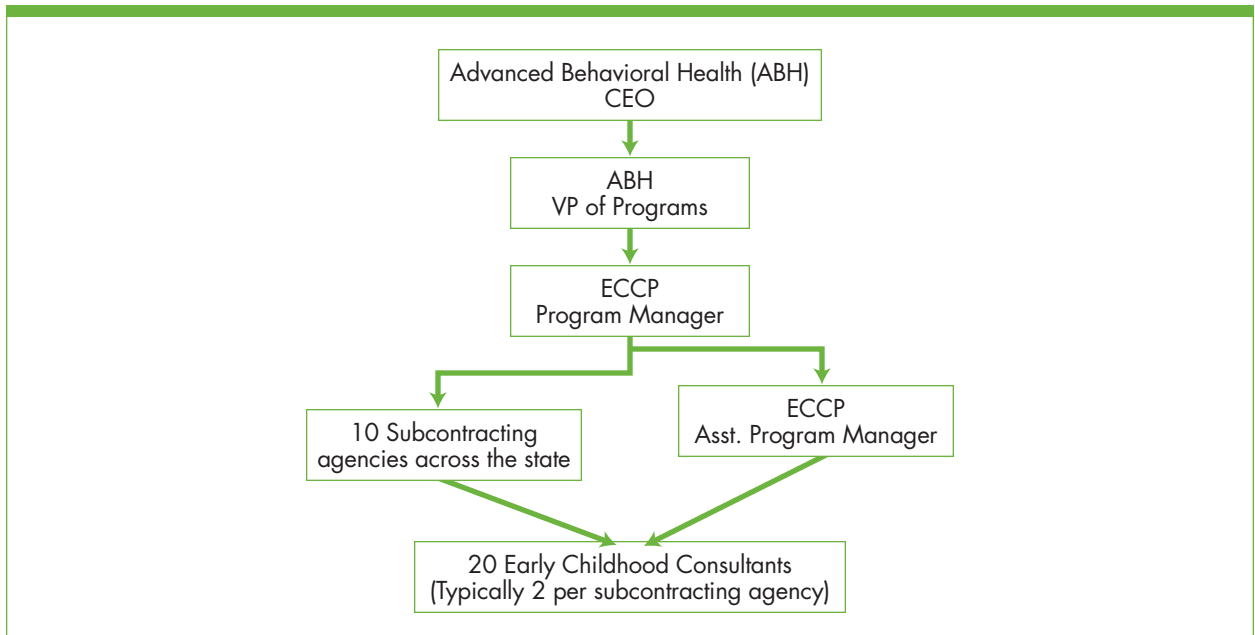 Advanced Behavioral Health (ABH)
CEO
ABH
VP of Programs
ECCP
Program Manager
10 Subcontracting
agencies across the state
ECCP
Asst. Program Manager
20 Early Childhood Consultants
(Typically 2 per subcontracting agency)